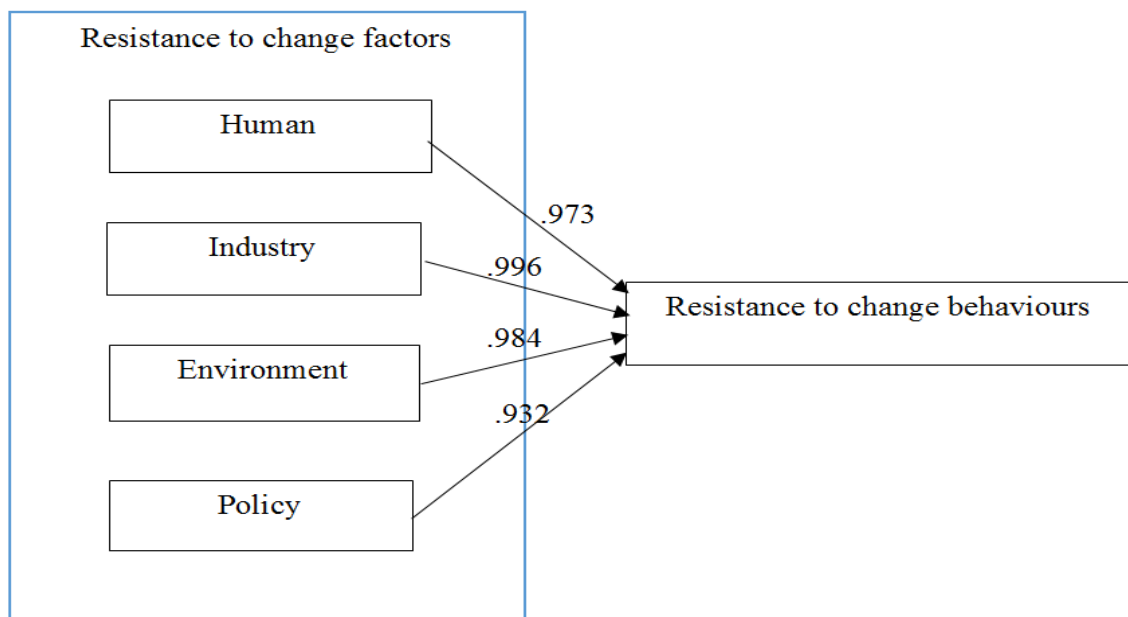 Resistance to change factors
Human
.973
Industry
.996
Resistance to change behaviours
Environment
.984
.932
Policy